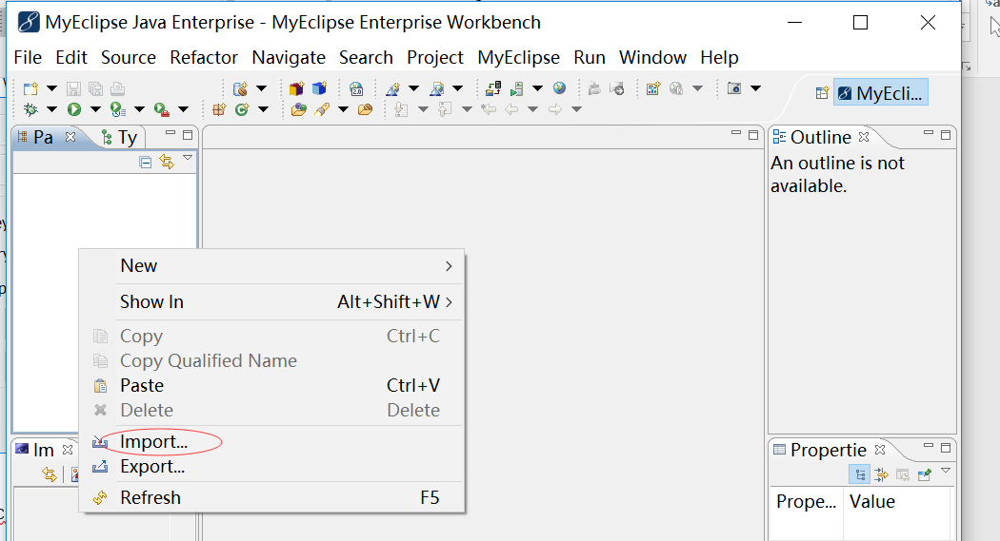 MyEclipse Java Enterprise - MyEclipse Enterprise Workbench
File Edit Source Refactor Navigate Search Project MyEclipse Run Window Help
MyEcli...
Pa Ty
Outline
An outline is not
available.
New
Show In Alt+Shift+W
Copy Ctrl+C
Copy Qualified Name
Paste Ctrl+V
Delete Delete
Import...
Export...
Refresh F5
Im
Propertie
Prope... Value